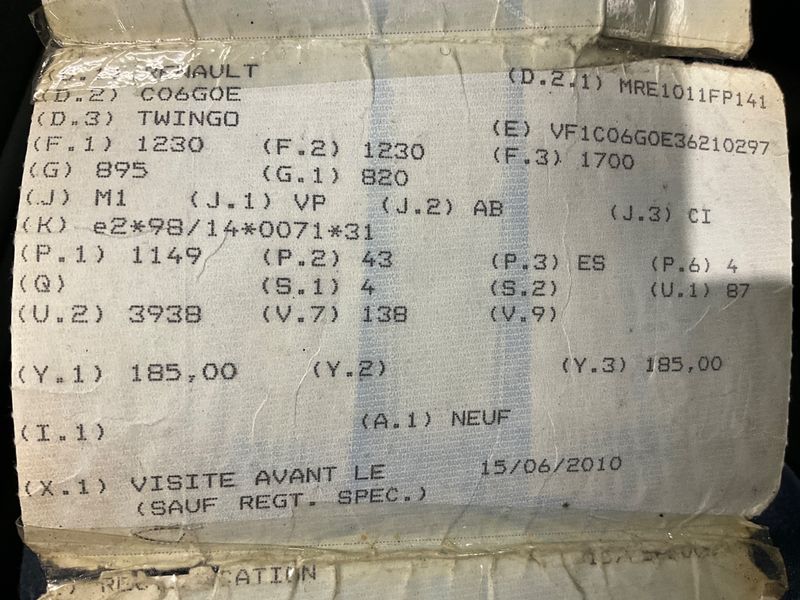 RENAULT
(D.2) C06G0E (D.2.1) MRE1011FP141
(D.3) TWINGO
(E) VF1C06G0E36210297
(F.1) 1230 (F.2) 1230 (F.3) 1700
(G) 895 (G.1) 820
(J) M1 (J.1) VP (J.2) AB (J.3) CI
(K) e2*98/14*0071*31
(P.1) 1149 (P.2) 43 (P.3) ES (P.6) 4
(Q) (S.1) 4 (S.2) (U.1) 87
(U.2) 3938 (V.7) 138 (V.9)
(Y.1) 185,00 (Y.2) (Y.3) 185,00
(I.1) (A.1) NEUF
(X.1) VISITE AVANT LE 15/06/2010
(SAUF REGT. SPEC.)